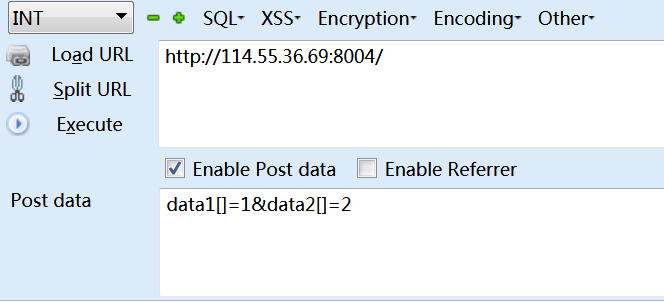 INT SQL- XSS- Encryption- Encoding- Other-
Load URL http://114.55.36.69:8004/
Split URL
Execute
Enable Post data Enable Referrer
Post data data1[]=1&data2[]=2